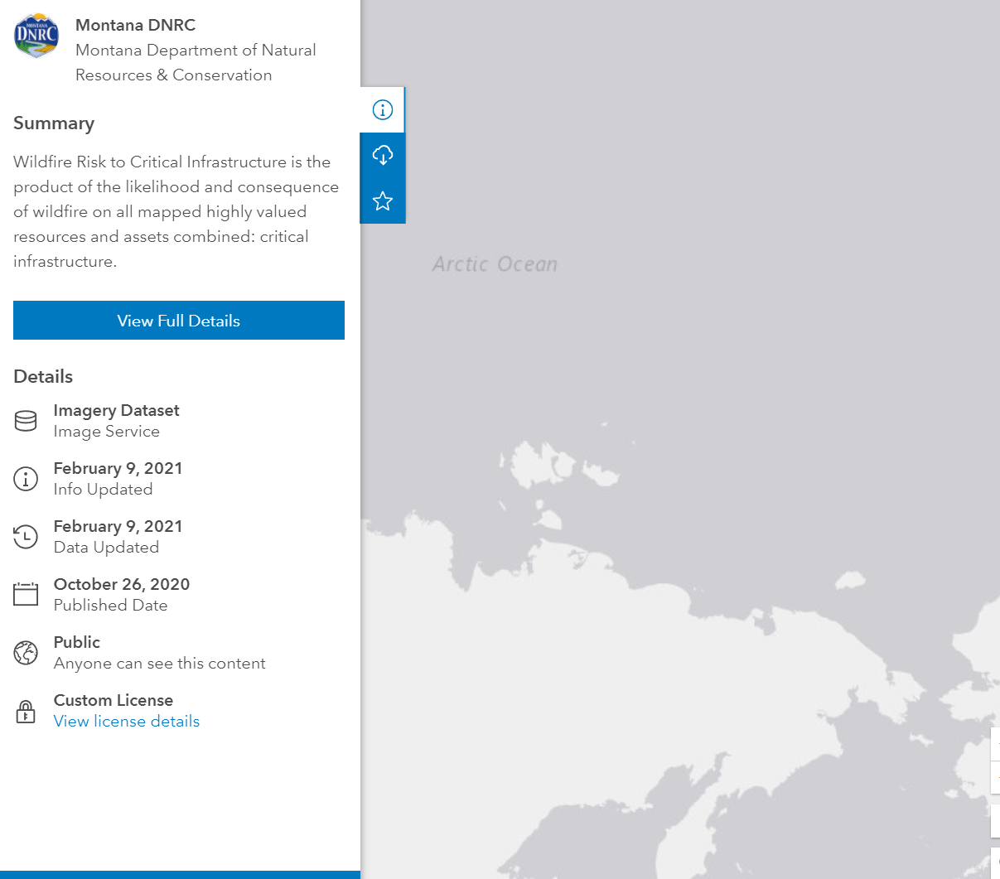 MONTANA
DNRC
Montana DNRC
Montana Department of Natural
Resources & Conservation
Summary
Wildfire Risk to Critical Infrastructure is the
product of the likelihood and consequence
of wildfire on all mapped highly valued
resources and assets combined: critical
infrastructure.
View Full Details
Details
Imagery Dataset
Image Service
February 9, 2021
Info Updated
February 9, 2021
Data Updated
October 26, 2020
Published Date
Public
Anyone can see this content
Custom License
View license details
Arctic Ocean